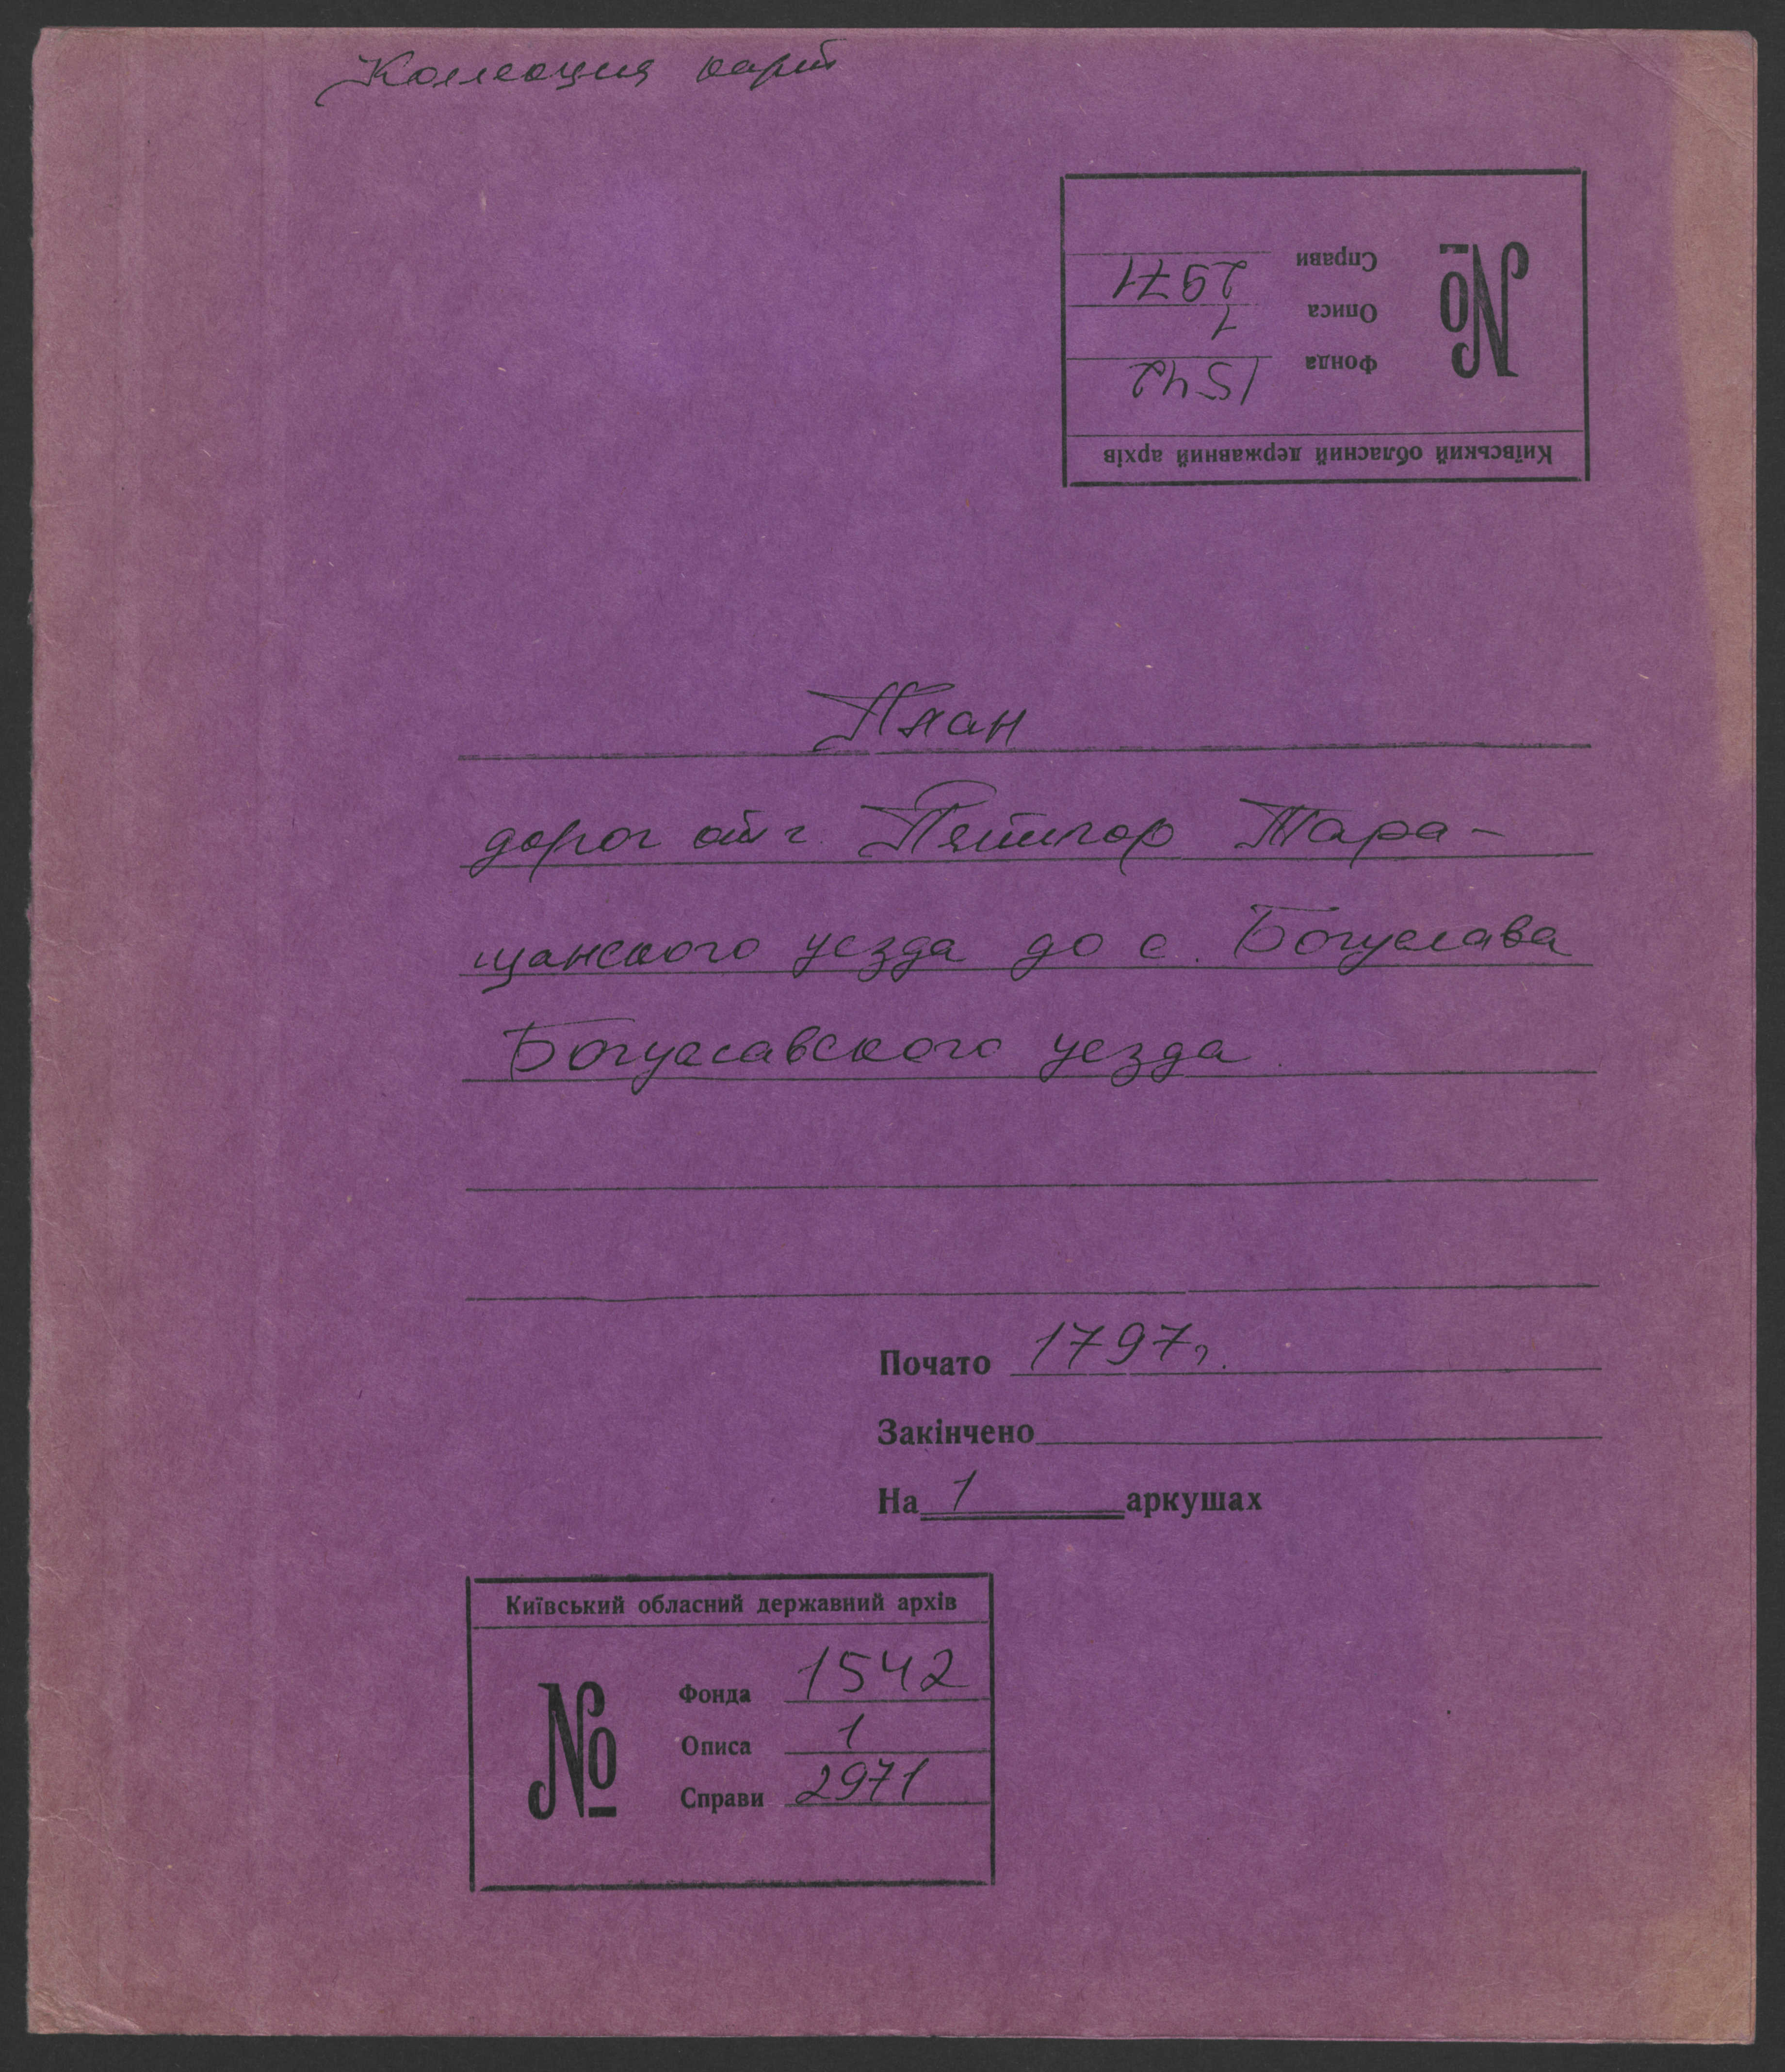 Коллекция карт
Київський обласний державний архів
№
Фонда 1542
Описа 1
Справи 2971
План
дорог от г. Пятигор Тара-
щанского уезда до с. Богуслава
Богуславского уезда
Почато 1797 г.
Закінчено
На 1 аркушах
Київський обласний державний архів
№
Фонда 1542
Описа 1
Справи 2971